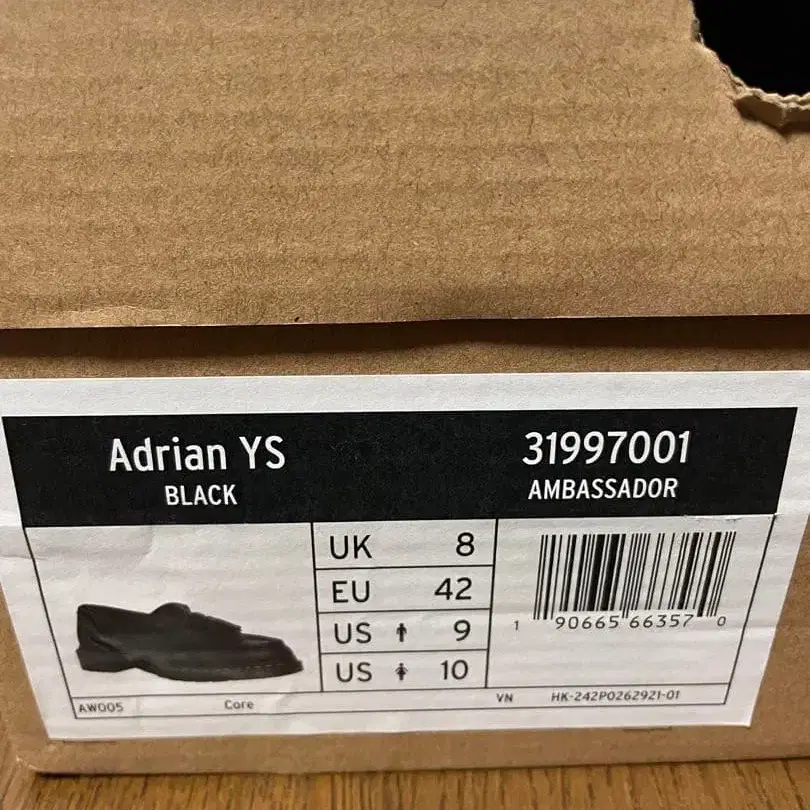 Adrian YS
BLACK
31997001
AMBASSADOR
UK 8
EU 42
US 9
US 10
1 90665 66357 0
AW005 Core VN HK-242P0262921-01